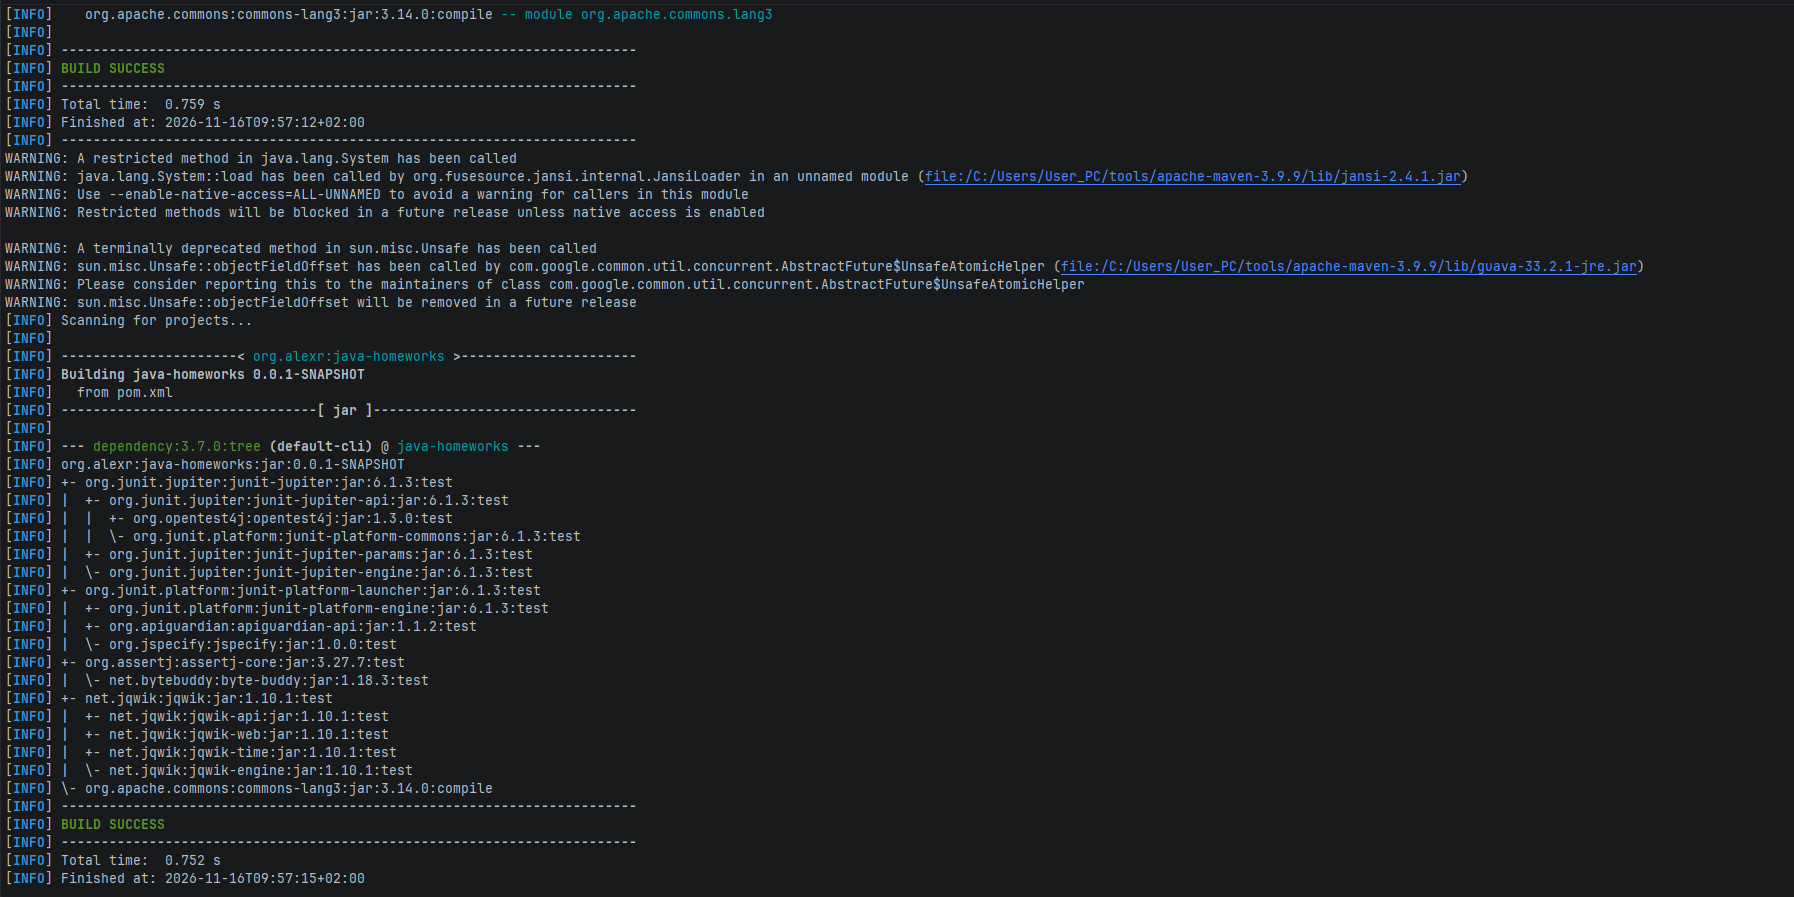 [INFO]    org.apache.commons:commons-lang3:jar:3.14.0:compile -- module org.apache.commons.lang3
[INFO]
[INFO] ------------------------------------------------------------------------
[INFO] BUILD SUCCESS
[INFO] ------------------------------------------------------------------------
[INFO] Total time:  0.759 s
[INFO] Finished at: 2026-11-16T09:57:12+02:00
[INFO] ------------------------------------------------------------------------
WARNING: A restricted method in java.lang.System has been called
WARNING: java.lang.System::load has been called by org.fusesource.jansi.internal.JansiLoader in an unnamed module (file:/C:/Users/User_PC/tools/apache-maven-3.9.9/lib/jansi-2.4.1.jar)
WARNING: Use --enable-native-access=ALL-UNNAMED to avoid a warning for callers in this module
WARNING: Restricted methods will be blocked in a future release unless native access is enabled

WARNING: A terminally deprecated method in sun.misc.Unsafe has been called
WARNING: sun.misc.Unsafe::objectFieldOffset has been called by com.google.common.util.concurrent.AbstractFuture$UnsafeAtomicHelper (file:/C:/Users/User_PC/tools/apache-maven-3.9.9/lib/guava-33.2.1-jre.jar)
WARNING: Please consider reporting this to the maintainers of class com.google.common.util.concurrent.AbstractFuture$UnsafeAtomicHelper
WARNING: sun.misc.Unsafe::objectFieldOffset will be removed in a future release
[INFO] Scanning for projects...
[INFO]
[INFO] ----------------------< org.alexr:java-homeworks >----------------------
[INFO] Building java-homeworks 0.0.1-SNAPSHOT
[INFO]   from pom.xml
[INFO] --------------------------------[ jar ]---------------------------------
[INFO]
[INFO] --- dependency:3.7.0:tree (default-cli) @ java-homeworks ---
[INFO] org.alexr:java-homeworks:jar:0.0.1-SNAPSHOT
[INFO] +- org.junit.jupiter:junit-jupiter:jar:6.1.3:test
[INFO] |  +- org.junit.jupiter:junit-jupiter-api:jar:6.1.3:test
[INFO] |  |  +- org.opentest4j:opentest4j:jar:1.3.0:test
[INFO] |  |  \- org.junit.platform:junit-platform-commons:jar:6.1.3:test
[INFO] |  +- org.junit.jupiter:junit-jupiter-params:jar:6.1.3:test
[INFO] |  \- org.junit.jupiter:junit-jupiter-engine:jar:6.1.3:test
[INFO] +- org.junit.platform:junit-platform-launcher:jar:6.1.3:test
[INFO] |  +- org.junit.platform:junit-platform-engine:jar:6.1.3:test
[INFO] |  +- org.apiguardian:apiguardian-api:jar:1.1.2:test
[INFO] |  \- org.jspecify:jspecify:jar:1.0.0:test
[INFO] +- org.assertj:assertj-core:jar:3.27.7:test
[INFO] |  \- net.bytebuddy:byte-buddy:jar:1.18.3:test
[INFO] +- net.jqwik:jqwik:jar:1.10.1:test
[INFO] |  +- net.jqwik:jqwik-api:jar:1.10.1:test
[INFO] |  +- net.jqwik:jqwik-web:jar:1.10.1:test
[INFO] |  +- net.jqwik:jqwik-time:jar:1.10.1:test
[INFO] |  \- net.jqwik:jqwik-engine:jar:1.10.1:test
[INFO] \- org.apache.commons:commons-lang3:jar:3.14.0:compile
[INFO] ------------------------------------------------------------------------
[INFO] BUILD SUCCESS
[INFO] ------------------------------------------------------------------------
[INFO] Total time:  0.752 s
[INFO] Finished at: 2026-11-16T09:57:15+02:00